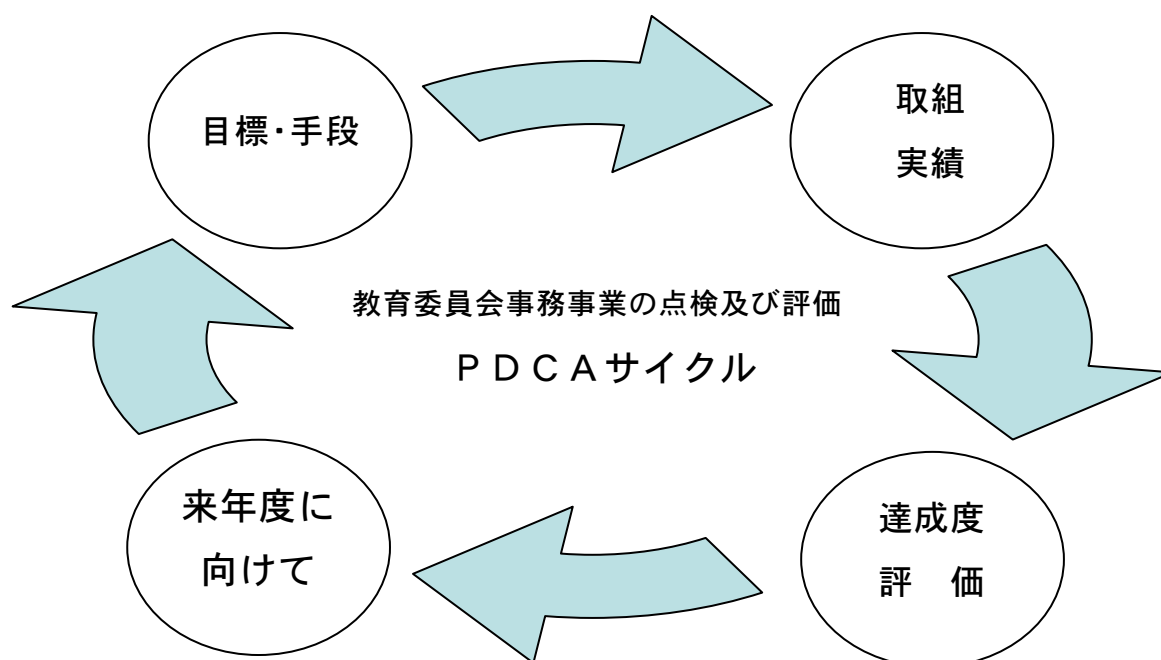 目標・手段
取組
実績
教育委員会事務事業の点検及び評価
ＰＤＣＡサイクル
来年度に
向けて
達成度
評　価